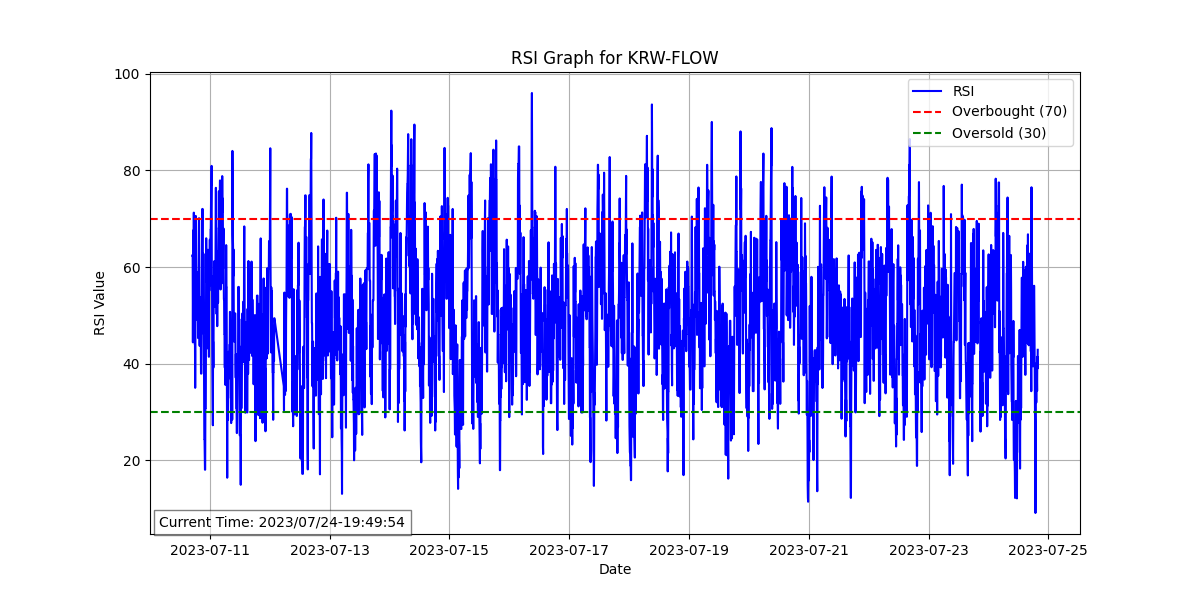 RSI Graph for KRW-FLOW
RSI
Overbought (70)
Oversold (30)
100
80
60
40
20
RSI Value
Current Time: 2023/07/24-19:49:54
2023-07-11 2023-07-13 2023-07-15 2023-07-17 2023-07-19 2023-07-21 2023-07-23 2023-07-25
Date